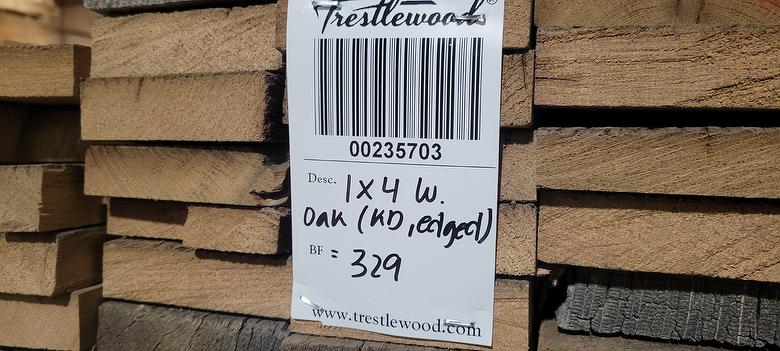 Trestlewood®
00235703
Desc. 1x4 W.
Oak (KD, edged)
BF = 329
www.trestlewood.com